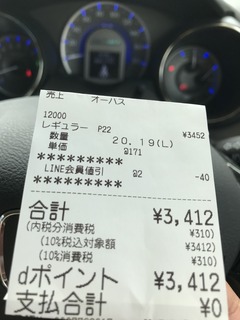 売上 オーパス
12000
レギュラー P22 ¥3452
数量 20.19(L)
単価 @171
*********
LINE会員値引 @2 -40
*********
合計 ¥3,412
(内税分消費税 ¥310)
(10%税込対象額 ¥3412)
(10%消費税 ¥310)
dポイント ¥3,412
支払合計 ¥0